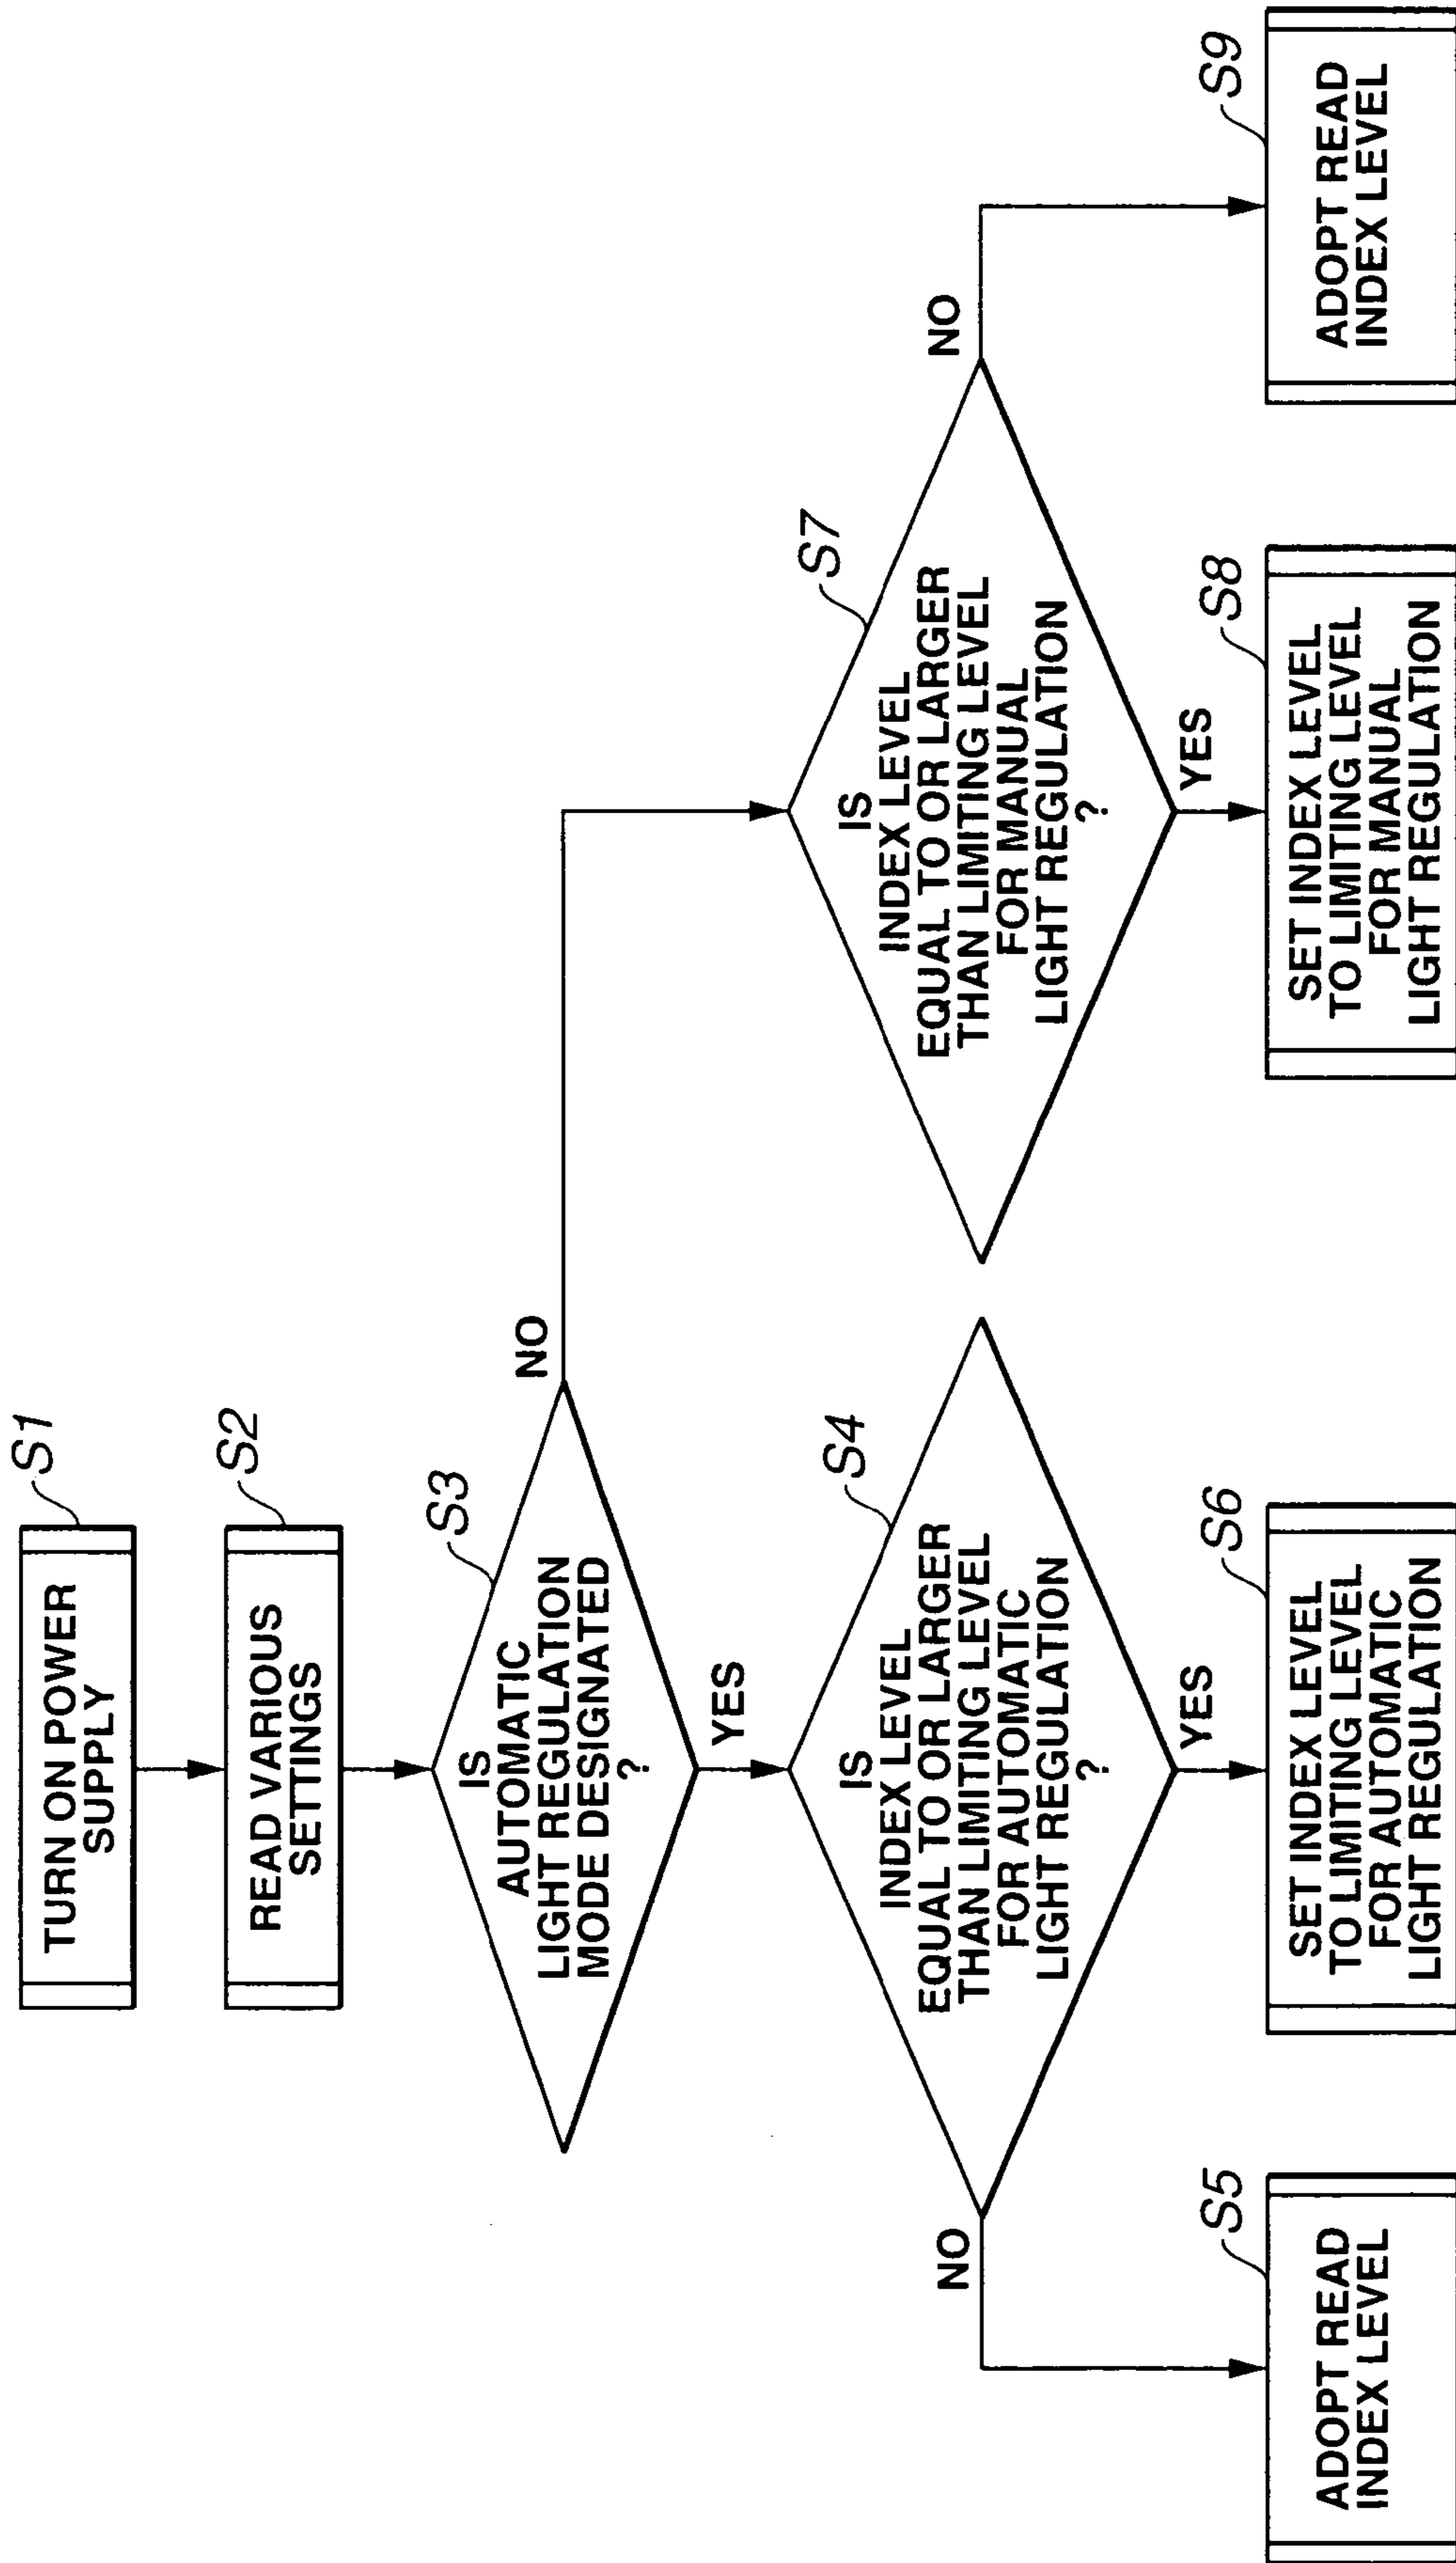 S1
TURN ON POWER
SUPPLY
S2
READ VARIOUS
SETTINGS
S3
IS
AUTOMATIC
LIGHT REGULATION
MODE DESIGNATED
?
NO
YES
S4
IS
INDEX LEVEL
EQUAL TO OR LARGER
THAN LIMITING LEVEL
FOR AUTOMATIC
LIGHT REGULATION
?
NO
YES
S7
IS
INDEX LEVEL
EQUAL TO OR LARGER
THAN LIMITING LEVEL
FOR MANUAL
LIGHT REGULATION
?
NO
YES
S5
ADOPT READ
INDEX LEVEL
S6
SET INDEX LEVEL
TO LIMITING LEVEL
FOR AUTOMATIC
LIGHT REGULATION
S8
SET INDEX LEVEL
TO LIMITING LEVEL
FOR MANUAL
LIGHT REGULATION
S9
ADOPT READ
INDEX LEVEL